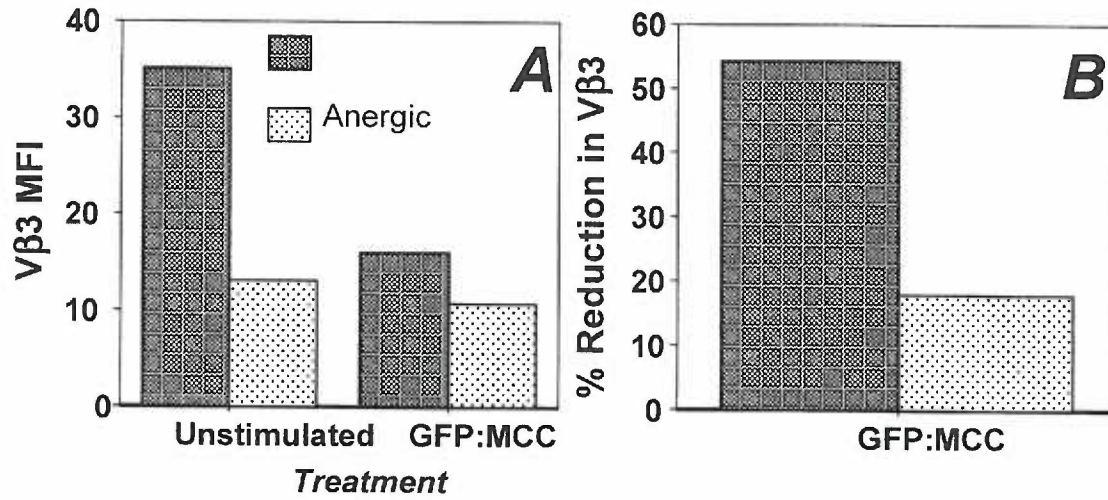 40
30
20
10
0
Vβ3 MFI
Anergic
A
Unstimulated GFP:MCC
Treatment
60
50
40
30
20
10
0
% Reduction in Vβ3
B
GFP:MCC